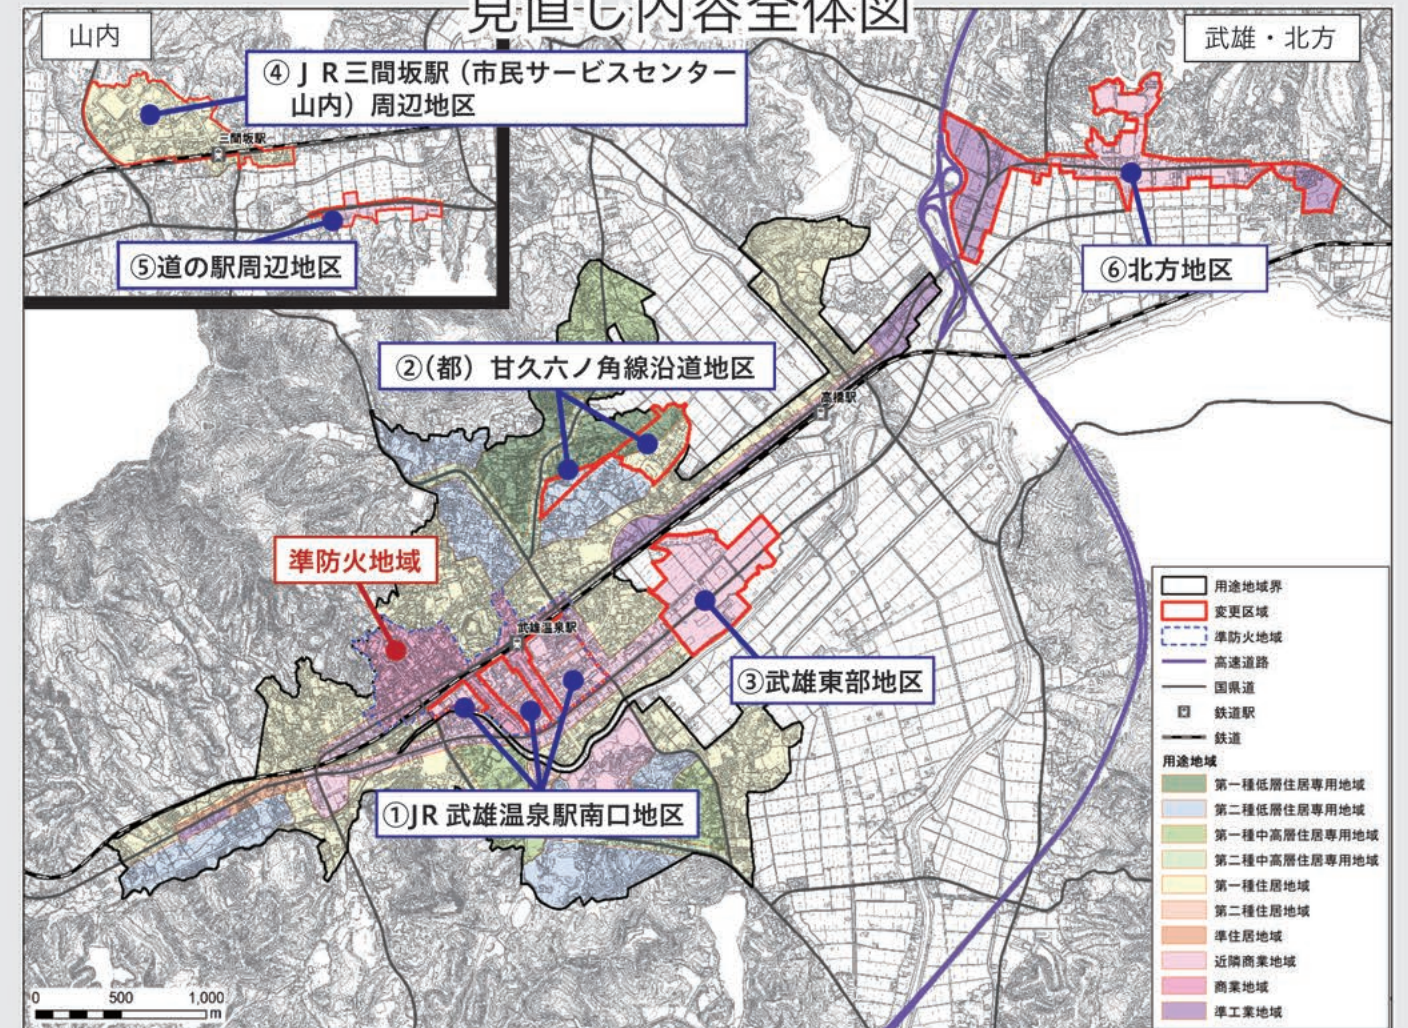 見直し内容全体図
山内
武雄・北方
④ＪＲ三間坂駅（市民サービスセンター
山内）周辺地区
三間坂駅
⑤道の駅周辺地区
⑥北方地区
②(都) 甘久六ノ角線沿道地区
高橋駅
準防火地域
武雄温泉駅
③武雄東部地区
①JR 武雄温泉駅南口地区
用途地域界
変更区域
準防火地域
高速道路
国県道
鉄道駅
鉄道
用途地域
第一種低層住居専用地域
第二種低層住居専用地域
第一種中高層住居専用地域
第二種中高層住居専用地域
第一種住居地域
第二種住居地域
準住居地域
近隣商業地域
商業地域
準工業地域
0 500 1,000
m